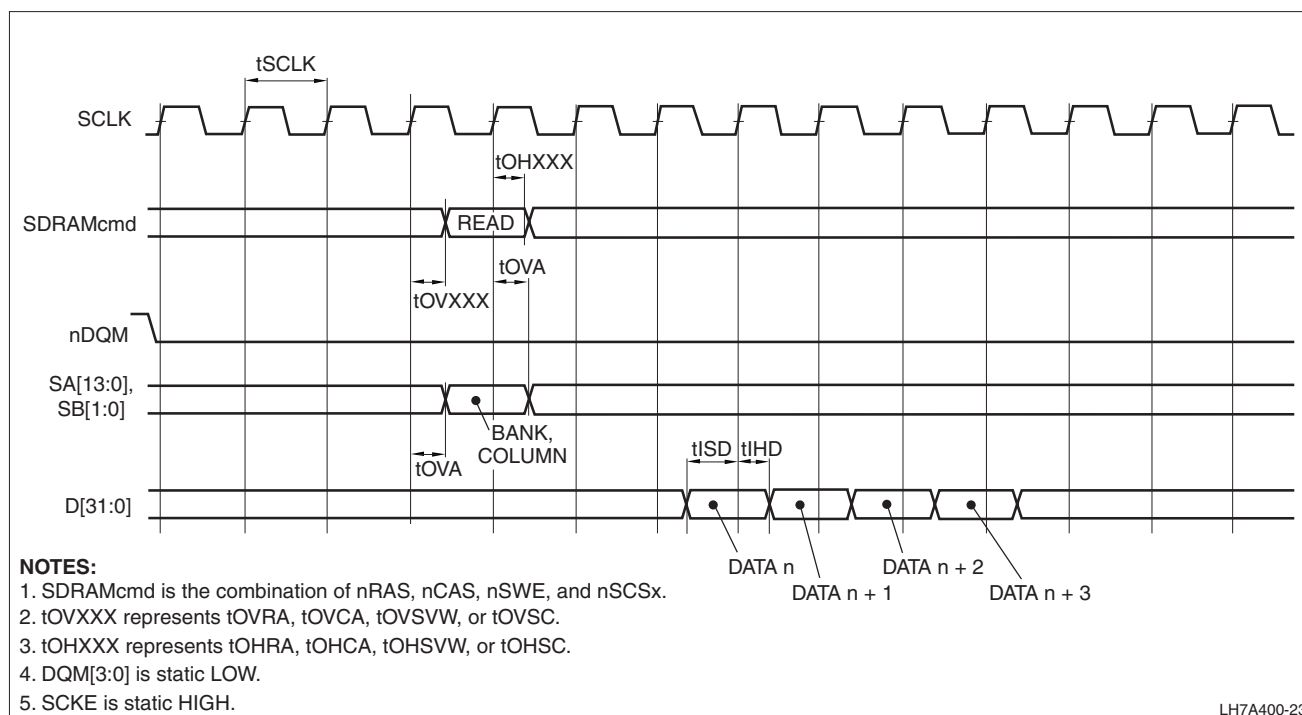 tSCLK
SCLK
tOHXXX
SDRAMcmd
READ
tOVA
tOVXXX
nDQM
SA[13:0],
SB[1:0]
BANK,
COLUMN
tOVA
tISD
tIHD
D[31:0]
DATA n
DATA n + 2
DATA n + 1
DATA n + 3
NOTES:
1. SDRAMcmd is the combination of nRAS, nCAS, nSWE, and nSCSx.
2. tOVXXX represents tOVRA, tOVCA, tOVSVW, or tOVSC.
3. tOHXXX represents tOHRA, tOHCA, tOHSVW, or tOHSC.
4. DQM[3:0] is static LOW.
5. SCKE is static HIGH.
LH7A400-23